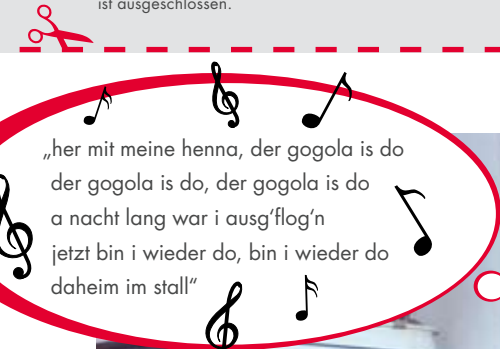 ist ausgeschlossen.
„her mit meine henna, der gogola is do
der gogola is do, der gogola is do
a nacht lang war i ausg‘flog‘n
jetzt bin i wieder do, bin i wieder do
daheim im stall“